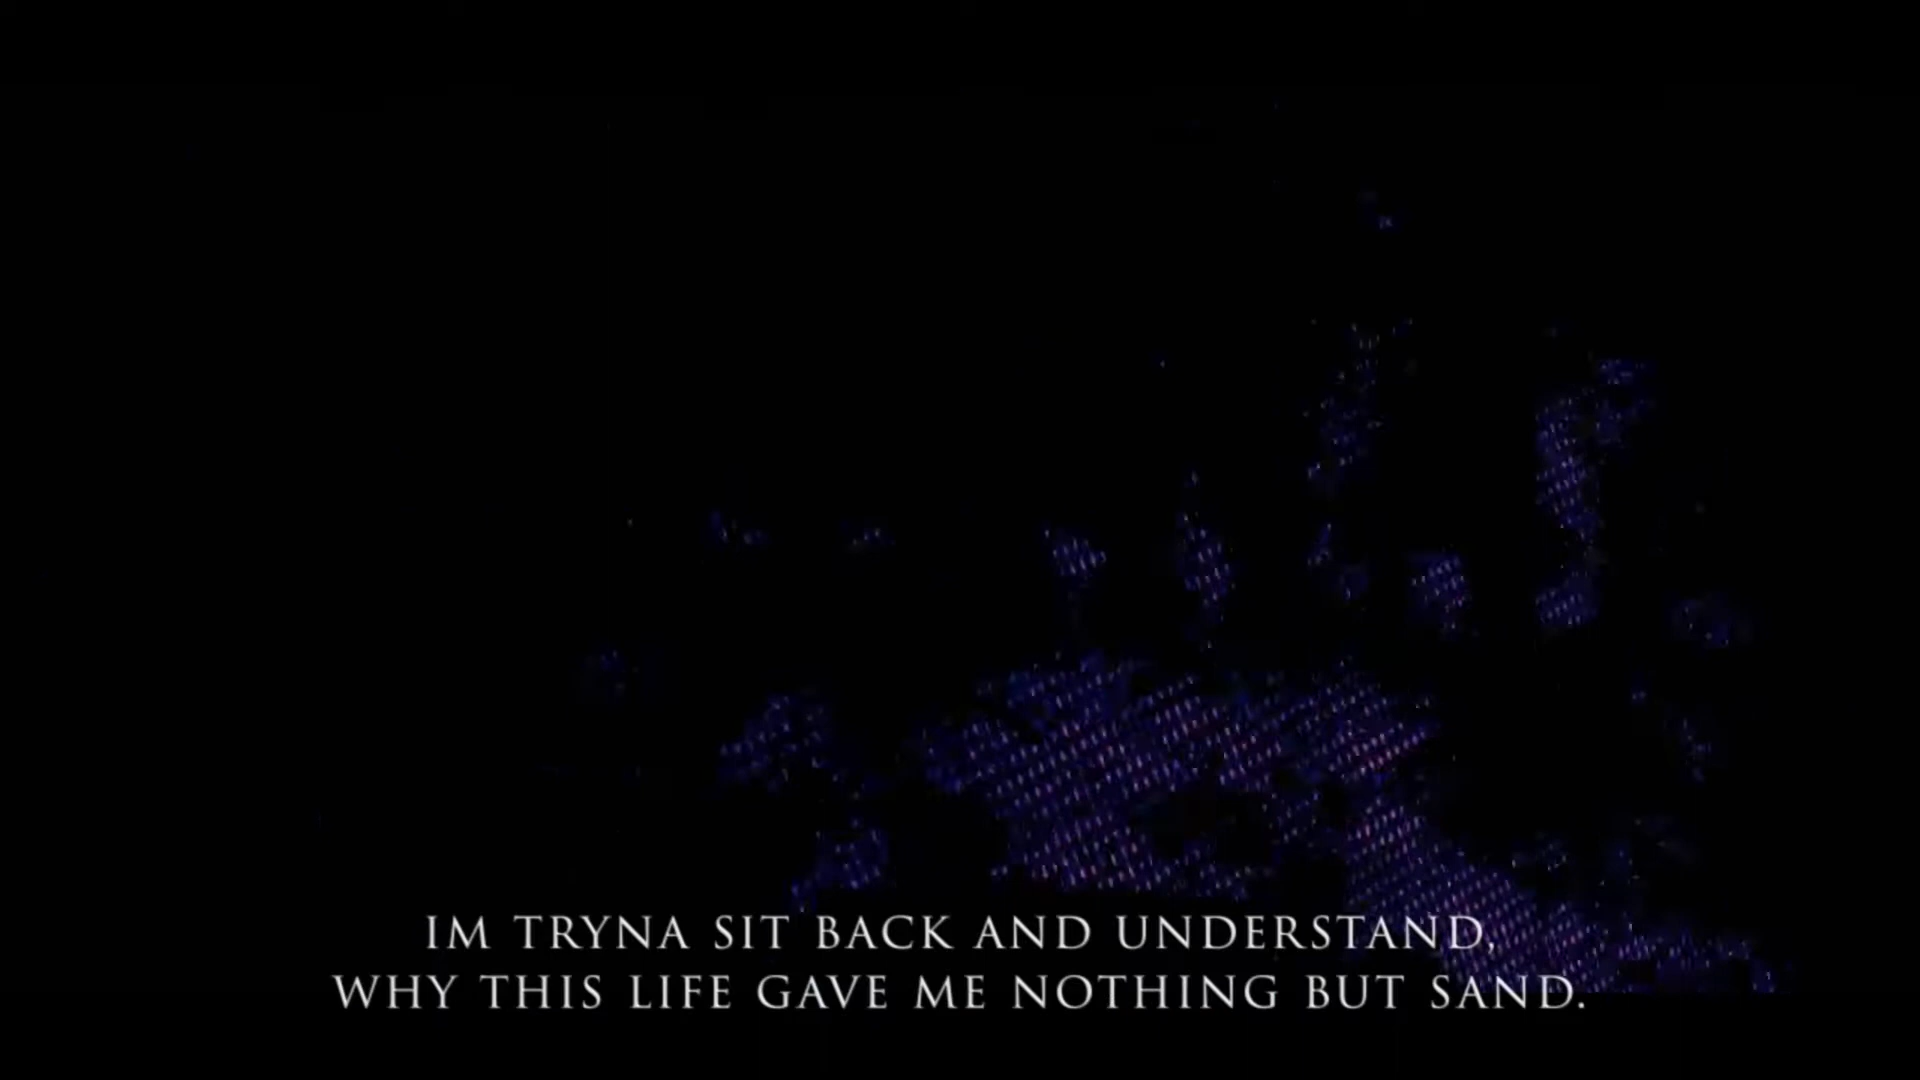 IM TRYNA SIT BACK AND UNDERSTAND,
WHY THIS LIFE GAVE ME NOTHING BUT SAND.